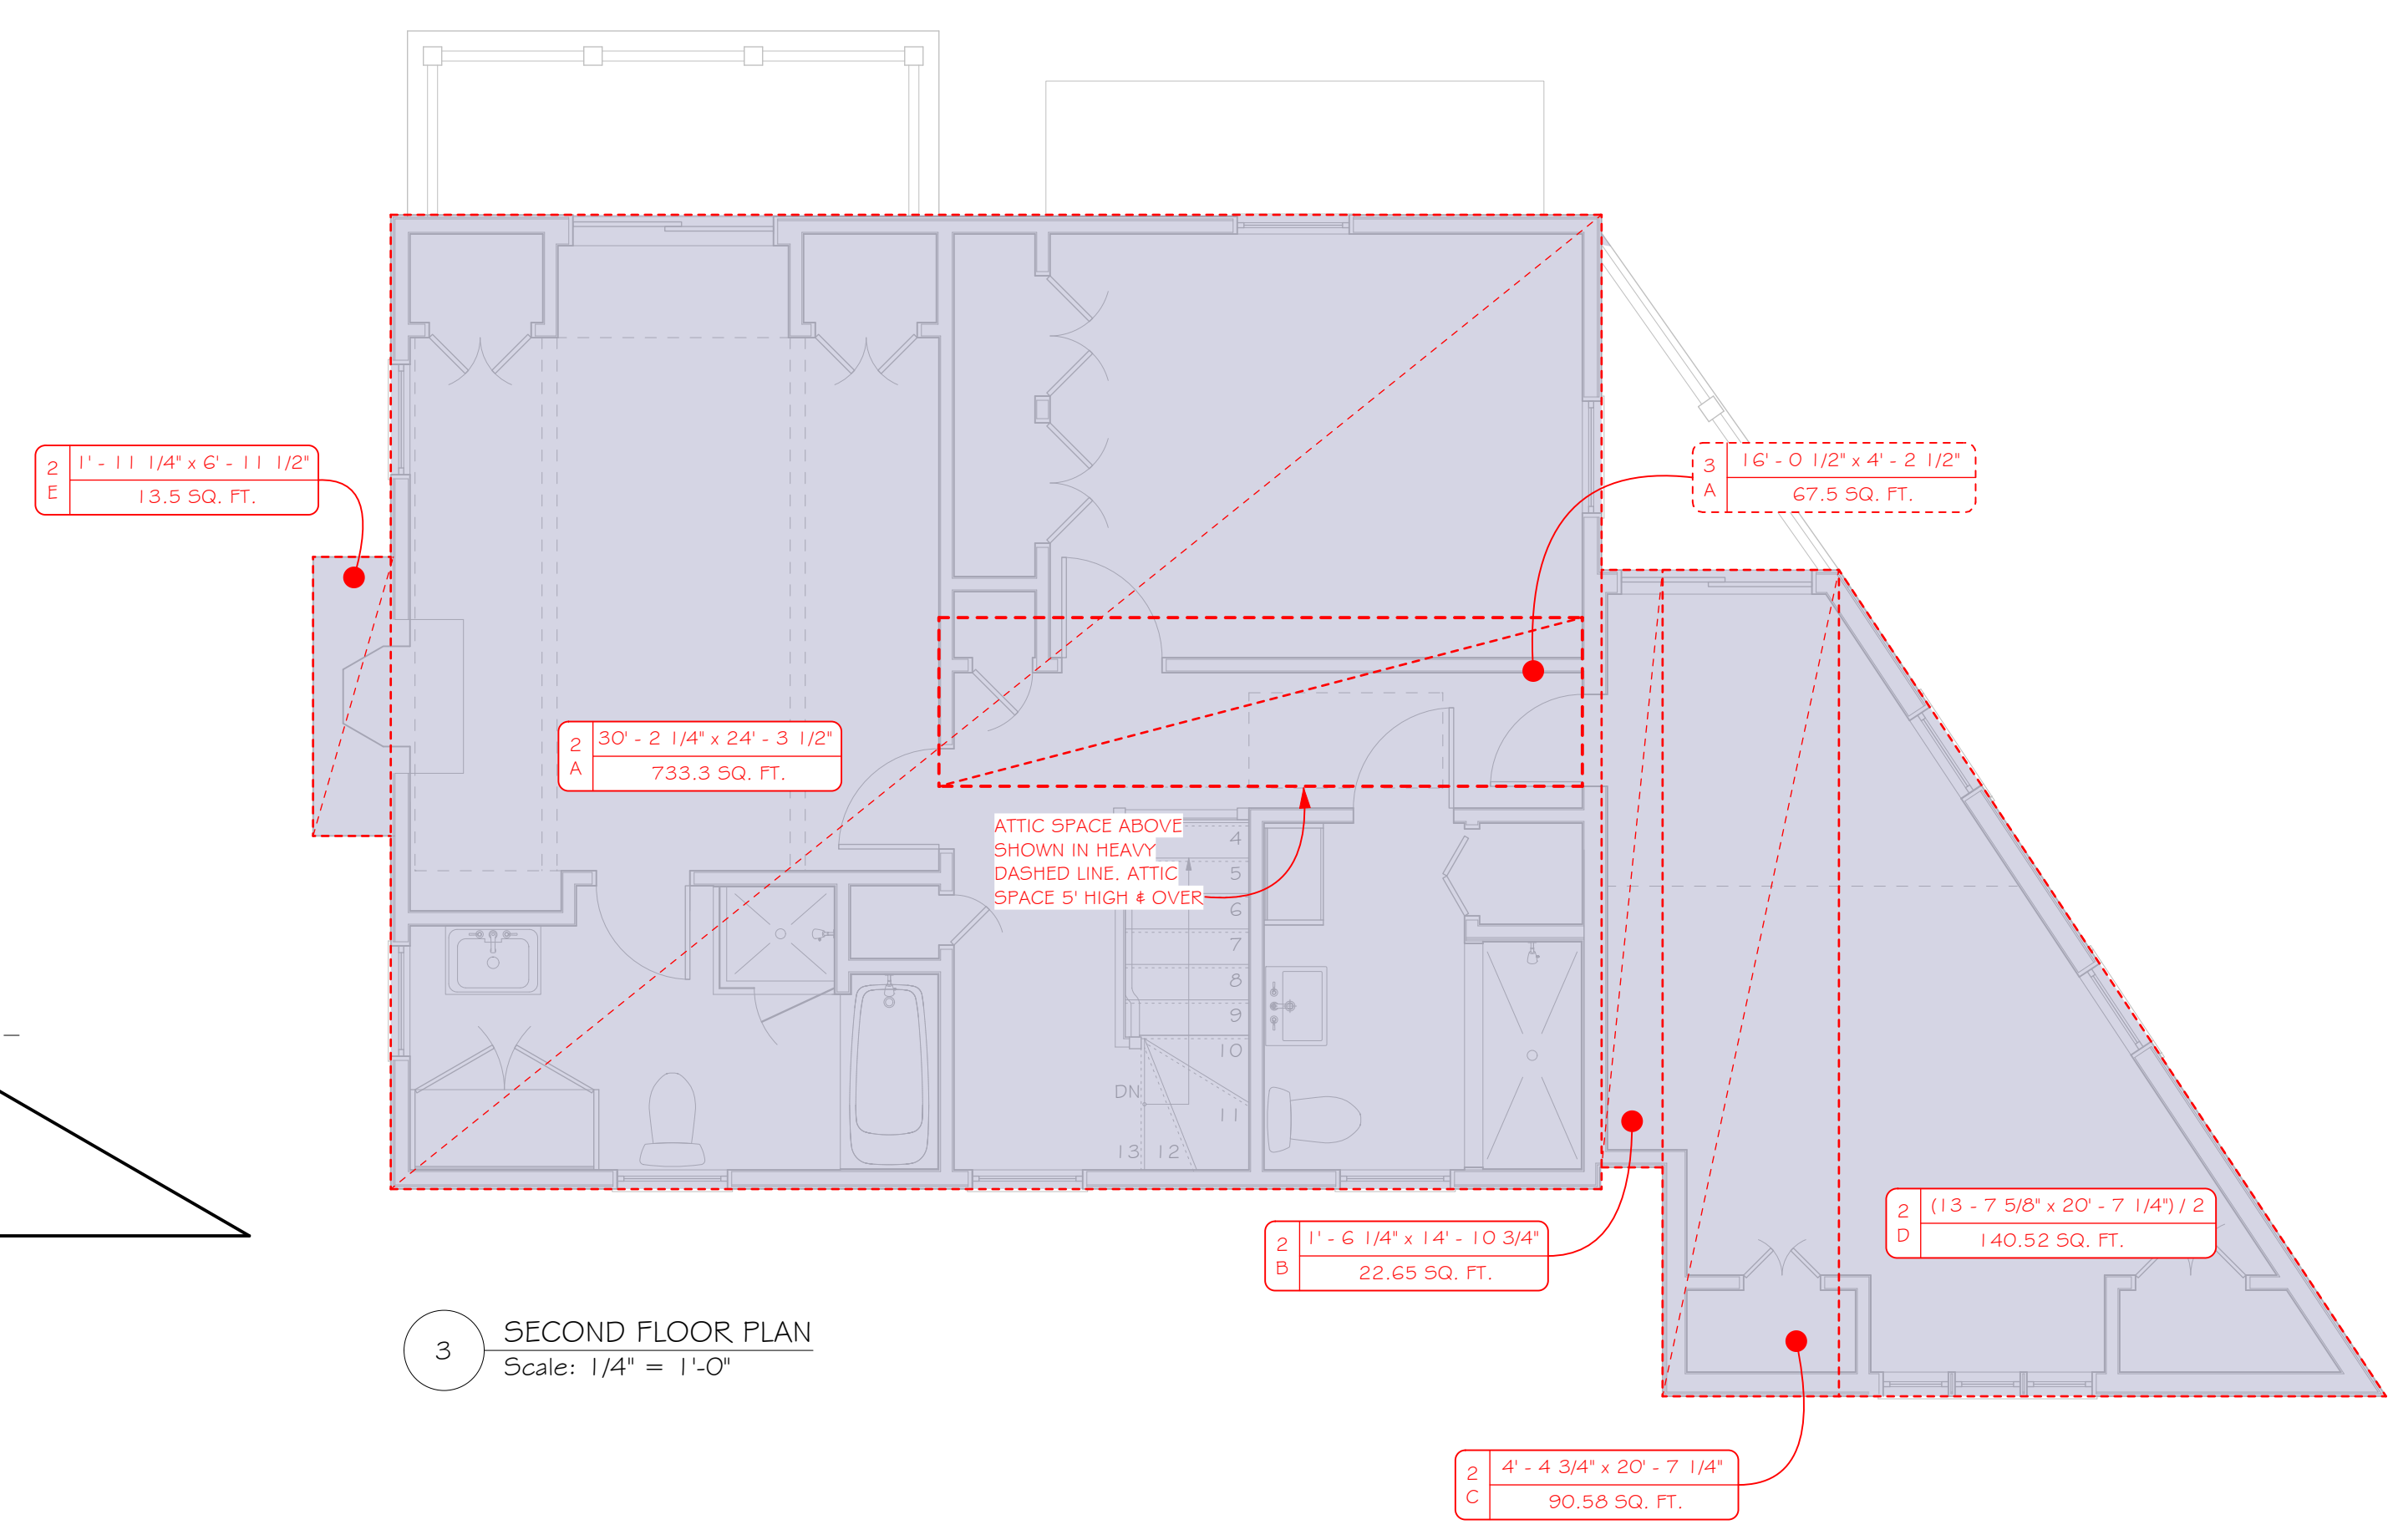 2
E
1' - 11 1/4" x 6' - 11 1/2"
13.5 SQ. FT.
3
A
16' - 0 1/2" x 4' - 2 1/2"
67.5 SQ. FT.
2
A
30' - 2 1/4" x 24' - 3 1/2"
733.3 SQ. FT.
ATTIC SPACE ABOVE
SHOWN IN HEAVY
DASHED LINE. ATTIC
SPACE 5' HIGH & OVER
4
5
6
7
8
9
10
11
DN
13 12
2
D
(13 - 7 5/8" x 20' - 7 1/4") / 2
140.52 SQ. FT.
2
B
1' - 6 1/4" x 14' - 10 3/4"
22.65 SQ. FT.
3
SECOND FLOOR PLAN
Scale: 1/4" = 1'-0"
2
C
4' - 4 3/4" x 20' - 7 1/4"
90.58 SQ. FT.